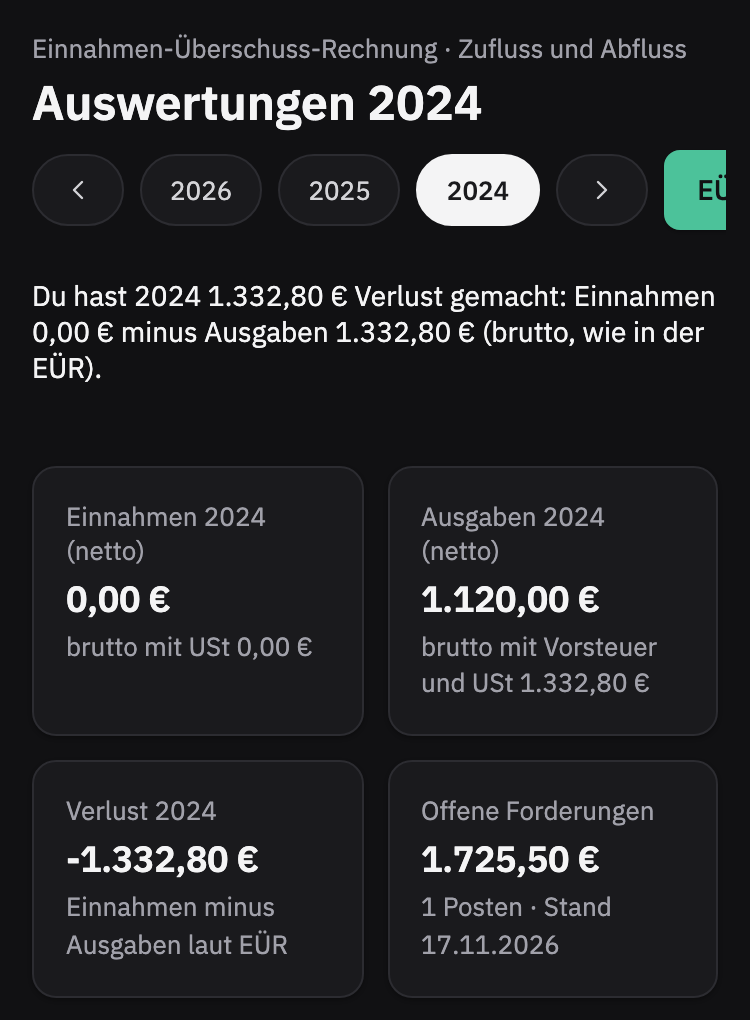 Einnahmen-Überschuss-Rechnung · Zufluss und Abfluss
Auswertungen 2024
2026
2025
2024
EÜ
Du hast 2024 1.332,80 € Verlust gemacht: Einnahmen
0,00 € minus Ausgaben 1.332,80 € (brutto, wie in der
EÜR).
Einnahmen 2024
(netto)
0,00 €
brutto mit USt 0,00 €
Ausgaben 2024
(netto)
1.120,00 €
brutto mit Vorsteuer
und USt 1.332,80 €
Verlust 2024
-1.332,80 €
Einnahmen minus
Ausgaben laut EÜR
Offene Forderungen
1.725,50 €
1 Posten · Stand
17.11.2026